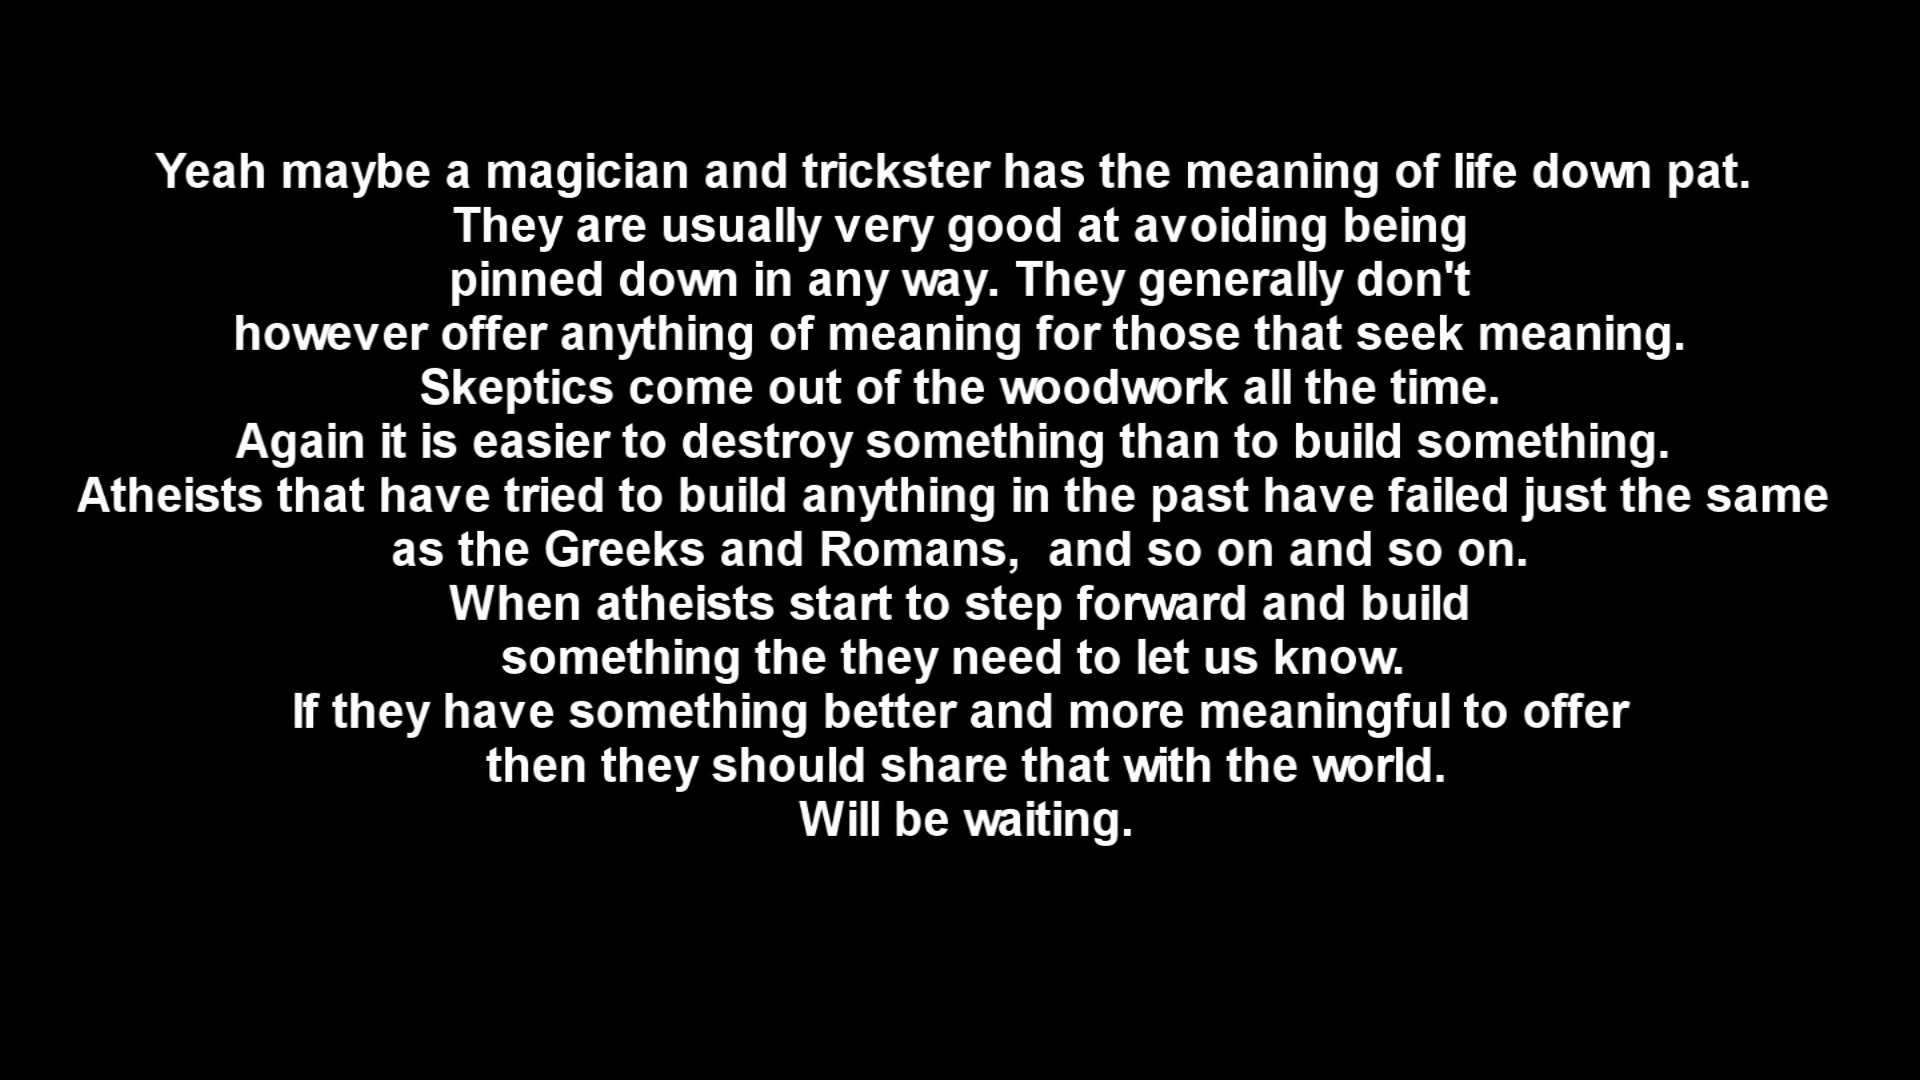 Yeah maybe a magician and trickster has the meaning of life down pat.
They are usually very good at avoiding being
pinned down in any way. They generally don't
however offer anything of meaning for those that seek meaning.
Skeptics come out of the woodwork all the time.
Again it is easier to destroy something than to build something.
Atheists that have tried to build anything in the past have failed just the same
as the Greeks and Romans,  and so on and so on.
When atheists start to step forward and build
something the they need to let us know.
If they have something better and more meaningful to offer
then they should share that with the world.
Will be waiting.